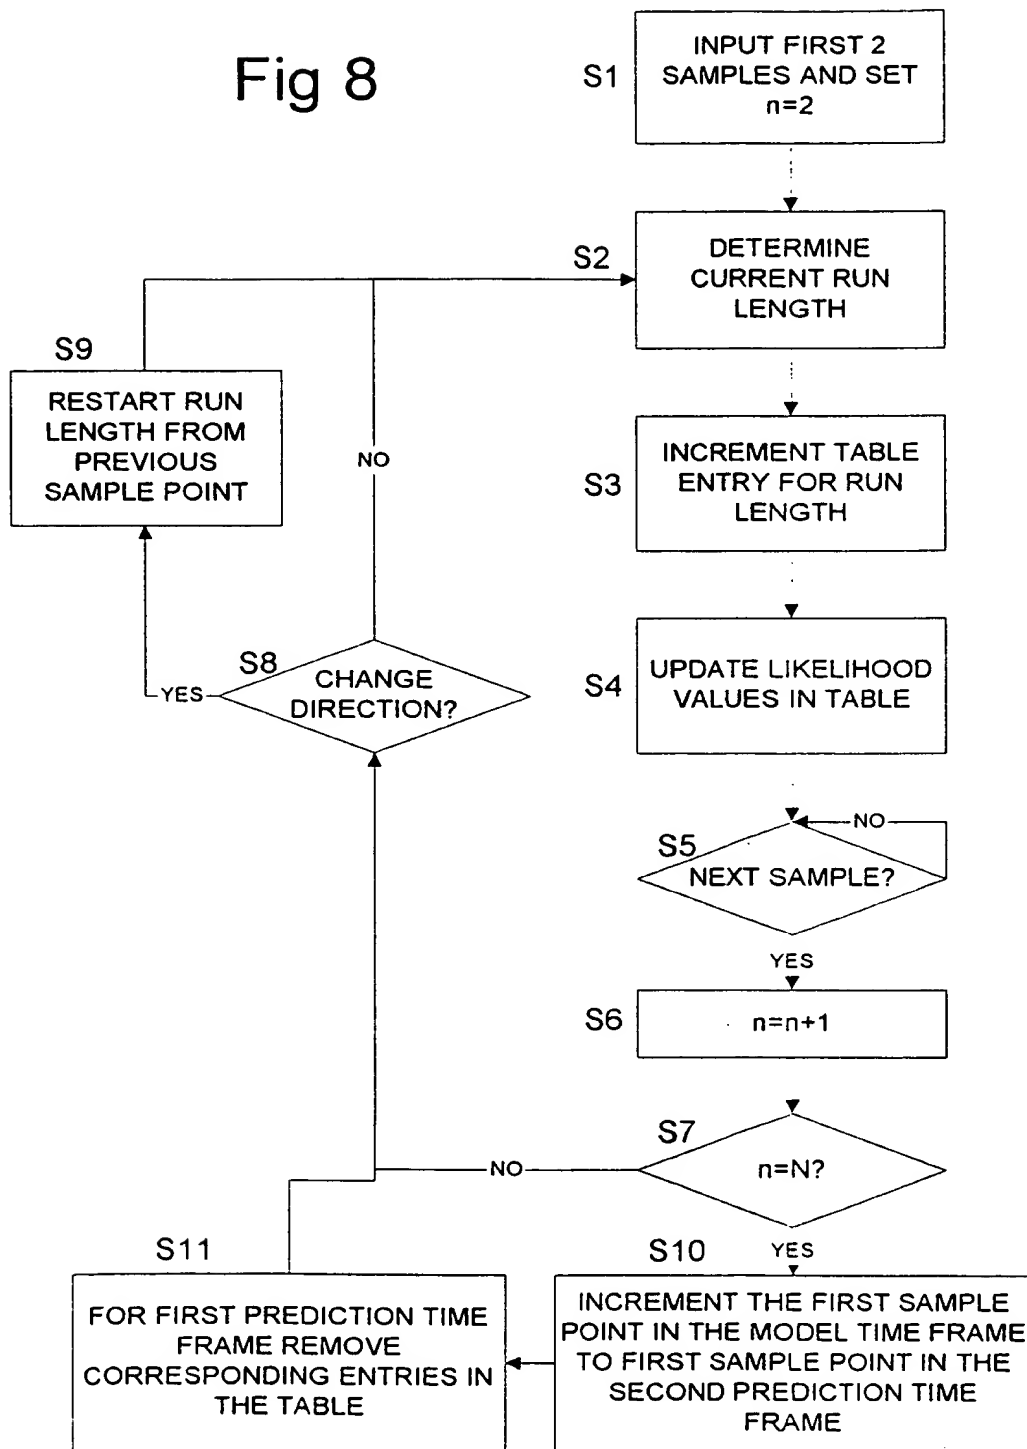 Fig 8
S1
INPUT FIRST 2
SAMPLES AND SET
n=2
S2
DETERMINE
CURRENT RUN
LENGTH
S9
RESTART RUN
LENGTH FROM
PREVIOUS
SAMPLE POINT
NO
S3
INCREMENT TABLE
ENTRY FOR RUN
LENGTH
S8
CHANGE
DIRECTION?
YES
S4
UPDATE LIKELIHOOD
VALUES IN TABLE
NO
S5
NEXT SAMPLE?
YES
S6
n=n+1
S7
n=N?
NO
YES
S11
FOR FIRST PREDICTION TIME
FRAME REMOVE
CORRESPONDING ENTRIES IN
THE TABLE
S10
INCREMENT THE FIRST SAMPLE
POINT IN THE MODEL TIME FRAME
TO FIRST SAMPLE POINT IN THE
SECOND PREDICTION TIME
FRAME